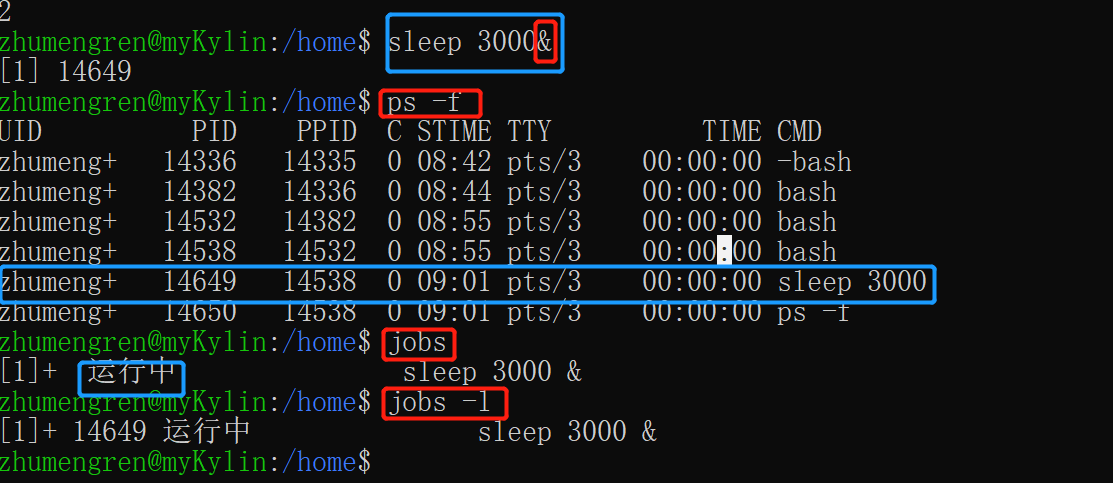 2
zhumengren@myKylin:/home$ sleep 3000&
[1] 14649
zhumengren@myKylin:/home$ ps -f
UID          PID    PPID  C STIME TTY          TIME CMD
zhumeng+   14336   14335  0 08:42 pts/3    00:00:00 -bash
zhumeng+   14382   14336  0 08:44 pts/3    00:00:00 bash
zhumeng+   14532   14382  0 08:55 pts/3    00:00:00 bash
zhumeng+   14538   14532  0 08:55 pts/3    00:00:00 bash
zhumeng+   14649   14538  0 09:01 pts/3    00:00:00 sleep 3000
zhumeng+   14650   14538  0 09:01 pts/3    00:00:00 ps -f
zhumengren@myKylin:/home$ jobs
[1]+  运行中               sleep 3000 &
zhumengren@myKylin:/home$ jobs -l
[1]+ 14649 运行中               sleep 3000 &
zhumengren@myKylin:/home$